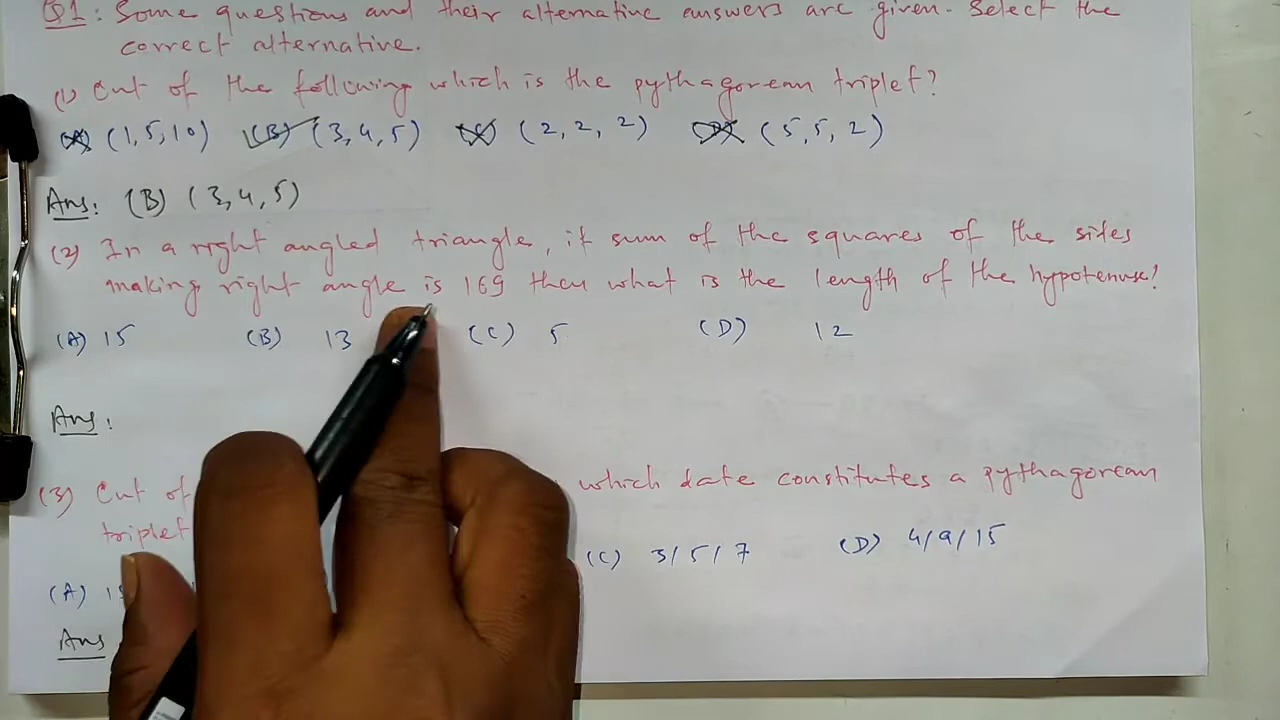 Q1: Some questions and their alternative answers are given. Select the
correct alternative.
(1) Out of the following which is the pythagorean triplet?
(A) (1, 5, 10) (B) (3, 4, 5) (C) (2, 2, 2) (D) (5, 5, 2)
Ans: (B) (3, 4, 5)
(2) In a right angled triangle, if sum of the squares of the sides
making right angle is 169 then what is the length of the hypotenuse?
(A) 15 (B) 13 (C) 5 (D) 12
Ans:
(3) Out of which date constitutes a pythagorean
triplet
(A) (C) 3/5/7 (D) 4/9/15
Ans